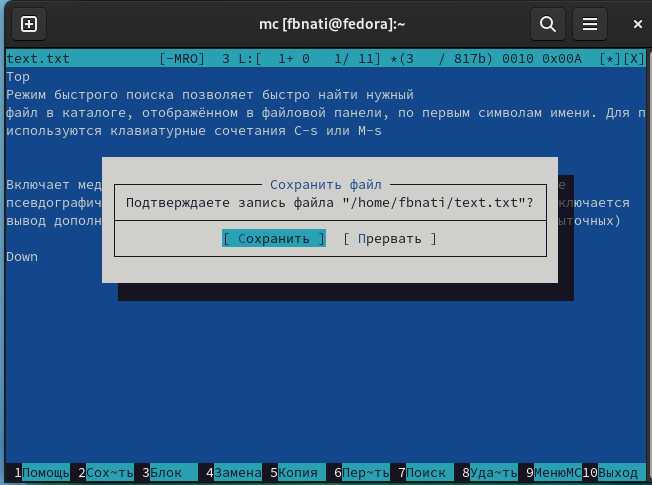 mc [fbnati@fedora]:~
text.txt [-MRO] 3 L:[ 1+ 0 1/ 11] *(3 / 817b) 0010 0x00A [*][X]
Top
Режим быстрого поиска позволяет быстро найти нужный
файл в каталоге, отображённом в файловой панели, по первым символам имени. Для п
используются клавиатурные сочетания C-s или M-s
Сохранить файл
Включает мед е
Подтверждаете запись файла "/home/fbnati/text.txt"?
псевдографич ключается
вывод дополн ыточных)
[ Сохранить ] [ Прервать ]
Down
1Помощь 2Сох~ть 3Блок 4Замена 5Копия 6Пер~ть 7Поиск 8Уда~ть 9МенюMC 10Выход